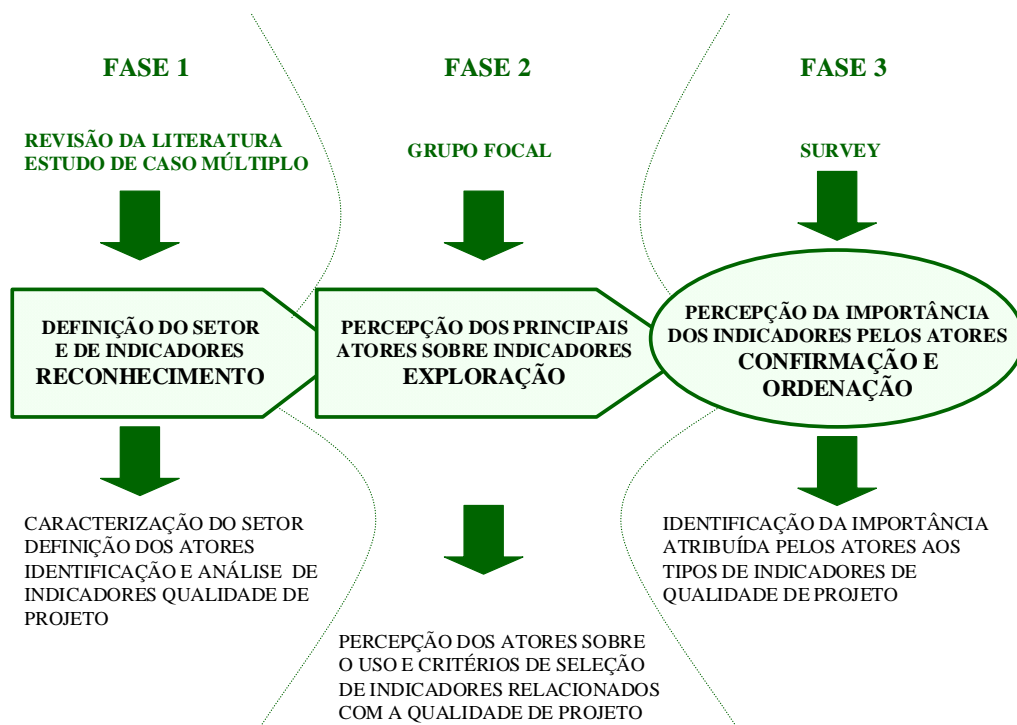 FASE 1
REVISÃO DA LITERATURA
ESTUDO DE CASO MÚLTIPLO
DEFINIÇÃO DO SETOR
E DE INDICADORES
RECONHECIMENTO
CARACTERIZAÇÃO DO SETOR
DEFINIÇÃO DOS ATORES
IDENTIFICAÇÃO E ANÁLISE DE
INDICADORES QUALIDADE DE
PROJETO
FASE 2
GRUPO FOCAL
PERCEPÇÃO DOS PRINCIPAIS
ATORES SOBRE INDICADORES
EXPLORAÇÃO
PERCEPÇÃO DOS ATORES SOBRE
O USO E CRITÉRIOS DE SELEÇÃO
DE INDICADORES RELACIONADOS
COM A QUALIDADE DE PROJETO
FASE 3
SURVEY
PERCEPÇÃO DA IMPORTÂNCIA
DOS INDICADORES PELOS ATORES
CONFIRMAÇÃO E
ORDENAÇÃO
IDENTIFICAÇÃO DA IMPORTÂNCIA
ATRIBUÍDA PELOS ATORES AOS
TIPOS DE INDICADORES DE
QUALIDADE DE PROJETO